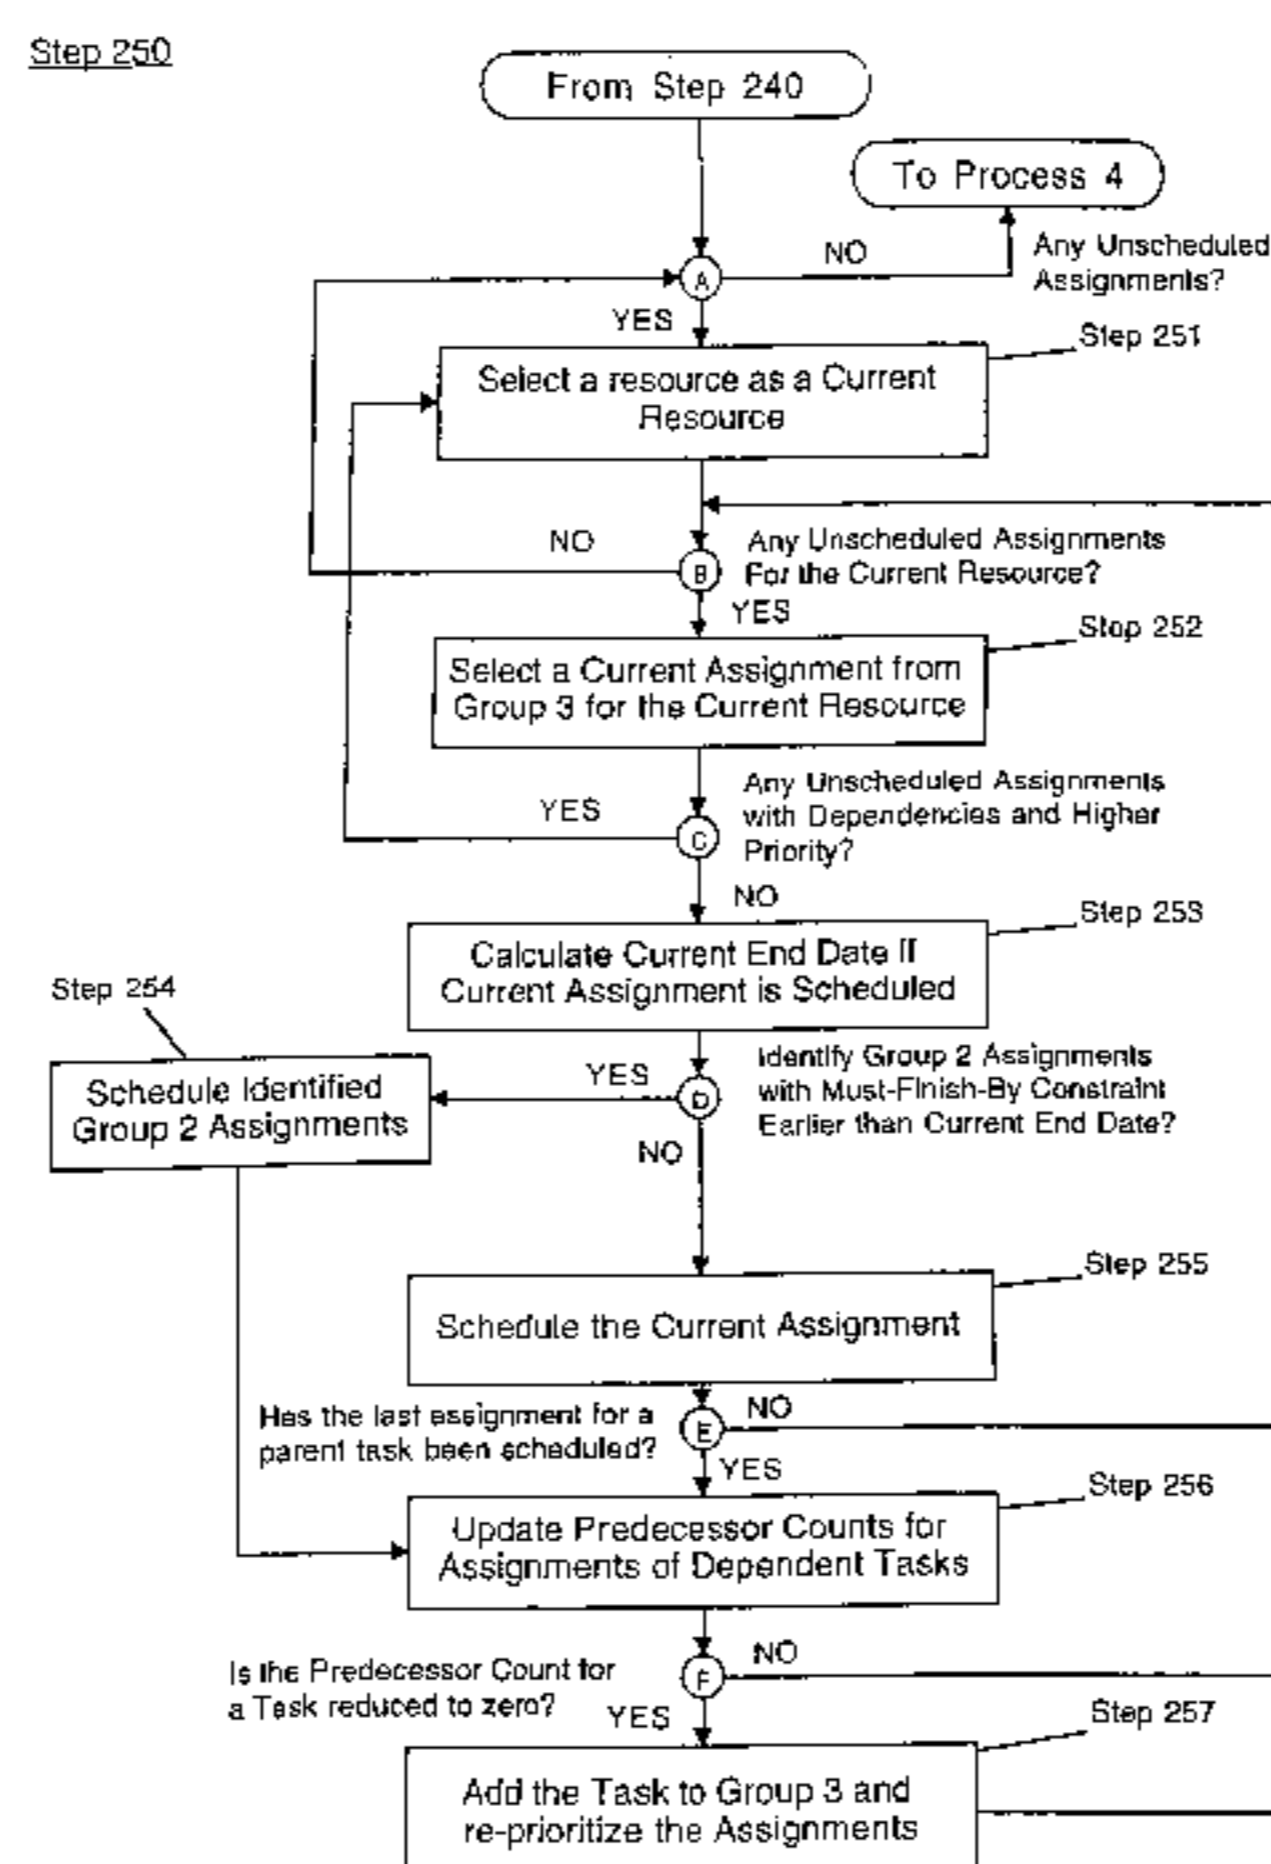 Step 250
From Step 240
To Process 4
NO
Any Unscheduled
Assignments?
A
YES
Step 251
Select a resource as a Current
Resource
NO
Any Unscheduled Assignments
For the Current Resource?
B
YES
Step 252
Select a Current Assignment from
Group 3 for the Current Resource
Any Unscheduled Assignments
with Dependencies and Higher
Priority?
YES
C
NO
Step 253
Calculate Current End Date If
Current Assignment is Scheduled
Step 254
Schedule Identified
Group 2 Assignments
YES
D
Identify Group 2 Assignments
with Must-Finish-By Constraint
Earlier than Current End Date?
NO
Step 255
Schedule the Current Assignment
Has the last assignment for a
parent task been scheduled?
E
NO
YES
Step 256
Update Predecessor Counts for
Assignments of Dependent Tasks
Is the Predecessor Count for
a Task reduced to zero?
F
NO
YES
Step 257
Add the Task to Group 3 and
re-prioritize the Assignments